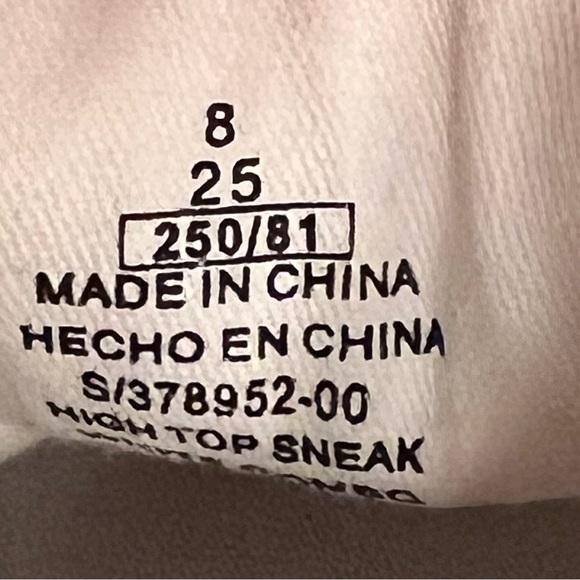 8
25
250/81
MADE IN CHINA
HECHO EN CHINA
S/378952-00
HIGH TOP SNEAK